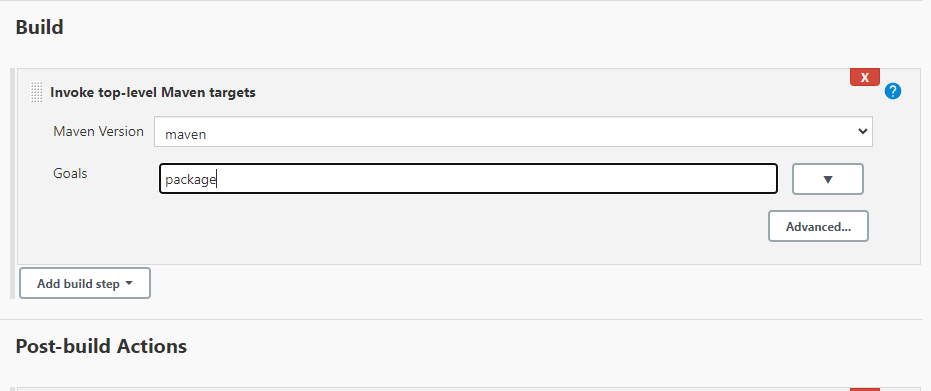 Build
X
Invoke top-level Maven targets
?
Maven Version maven
Goals package
▼
Advanced...
Add build step
Post-build Actions